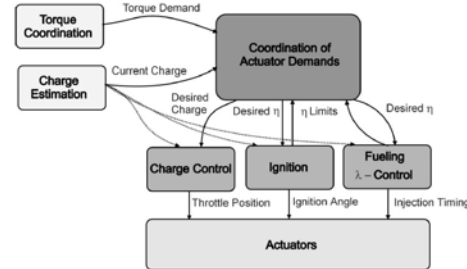 Torque
Coordination
Torque Demand
Coordination of
Actuator Demands
Charge
Estimation
Current Charge
Desired
Charge
Desired η
η Limits
Desired η
Charge Control
Ignition
Fueling
λ – Control
Throttle Position
Ignition Angle
Injection Timing
Actuators